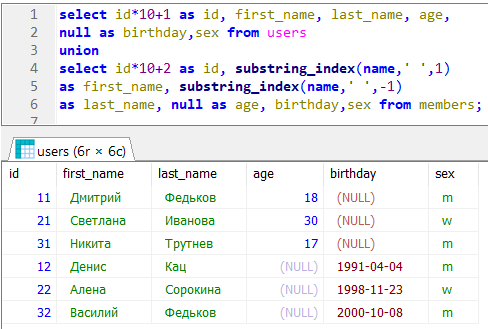 1 select id*10+1 as id, first_name, last_name, age,
2 null as birthday,sex from users
3 union
4 select id*10+2 as id, substring_index(name,' ',1)
5 as first_name, substring_index(name,' ',-1)
6 as last_name, null as age, birthday,sex from members;
7
users (6r × 6c)
id first_name last_name age birthday sex
11 Дмитрий Федьков 18 (NULL) m
21 Светлана Иванова 30 (NULL) w
31 Никита Трутнев 17 (NULL) m
12 Денис Кац (NULL) 1991-04-04 m
22 Алена Сорокина (NULL) 1998-11-23 w
32 Василий Федьков (NULL) 2000-10-08 m